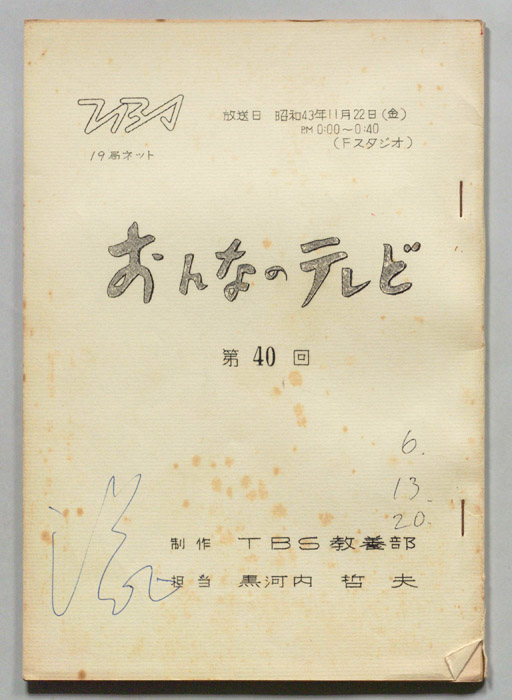 TBS
放送日 昭和43年11月22日(金)
PM 0:00～0:40
(Fスタジオ)
19局ネット
おんなのテレビ
第 40 回
6.
13.
20.
制作 TBS教養部
担当 黒河内 哲夫